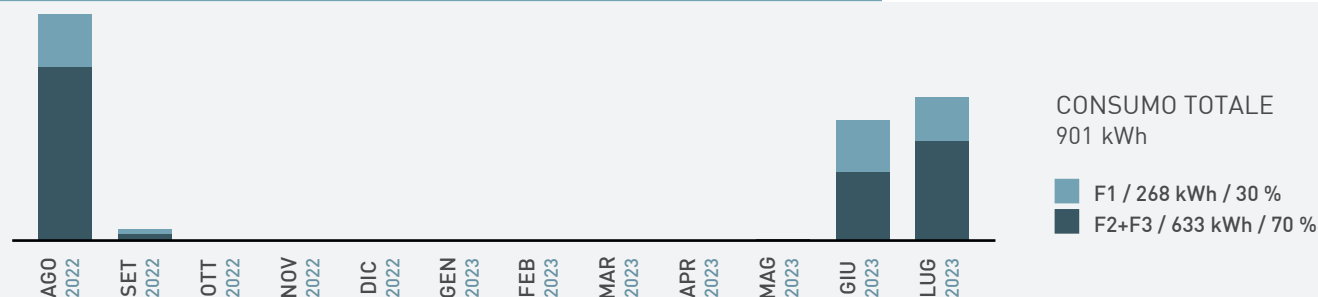 CONSUMO TOTALE
901 kWh
F1 / 268 kWh / 30 %
F2+F3 / 633 kWh / 70 %
AGO
2022
SET
2022
OTT
2022
NOV
2022
DIC
2022
GEN
2023
FEB
2023
MAR
2023
APR
2023
MAG
2023
GIU
2023
LUG
2023